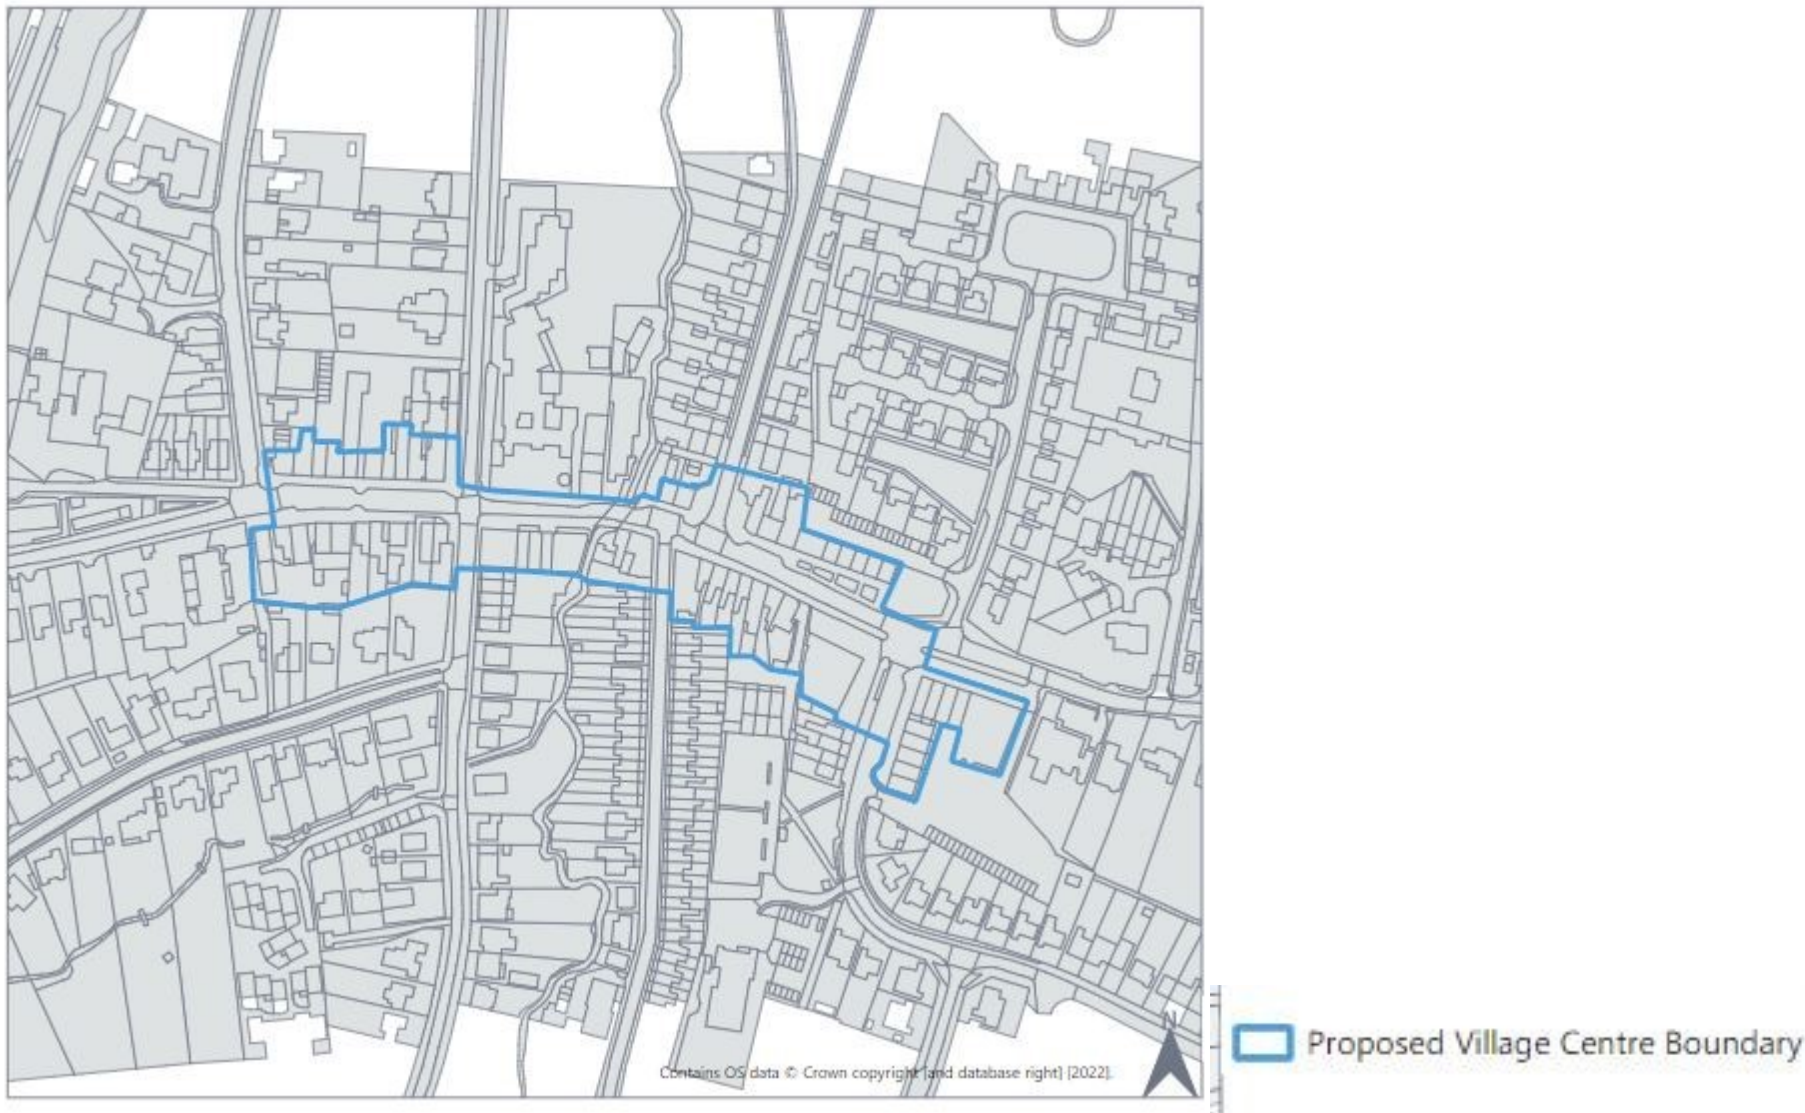 N
Contains OS data © Crown copyright [and database right] [2022].
Proposed Village Centre Boundary